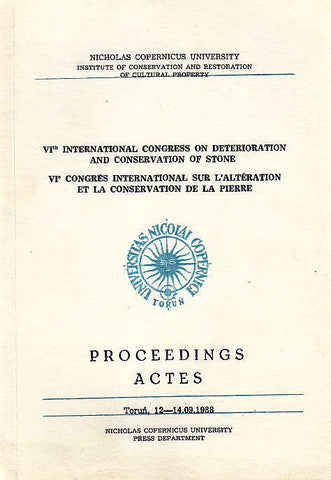 NICHOLAS COPERNICUS UNIVERSITY
INSTITUTE OF CONSERVATION AND RESTORATION
OF CULTURAL PROPERTY
VIth INTERNATIONAL CONGRESS ON DETERIORATION
AND CONSERVATION OF STONE
VIe CONGRÈS INTERNATIONAL SUR L'ALTÉRATION
ET LA CONSERVATION DE LA PIERRE
UNIVERSITAS NICOLAI COPERNICI
TORUŃ
PROCEEDINGS
ACTES
Toruń, 12—14.09.1988
NICHOLAS COPERNICUS UNIVERSITY
PRESS DEPARTMENT